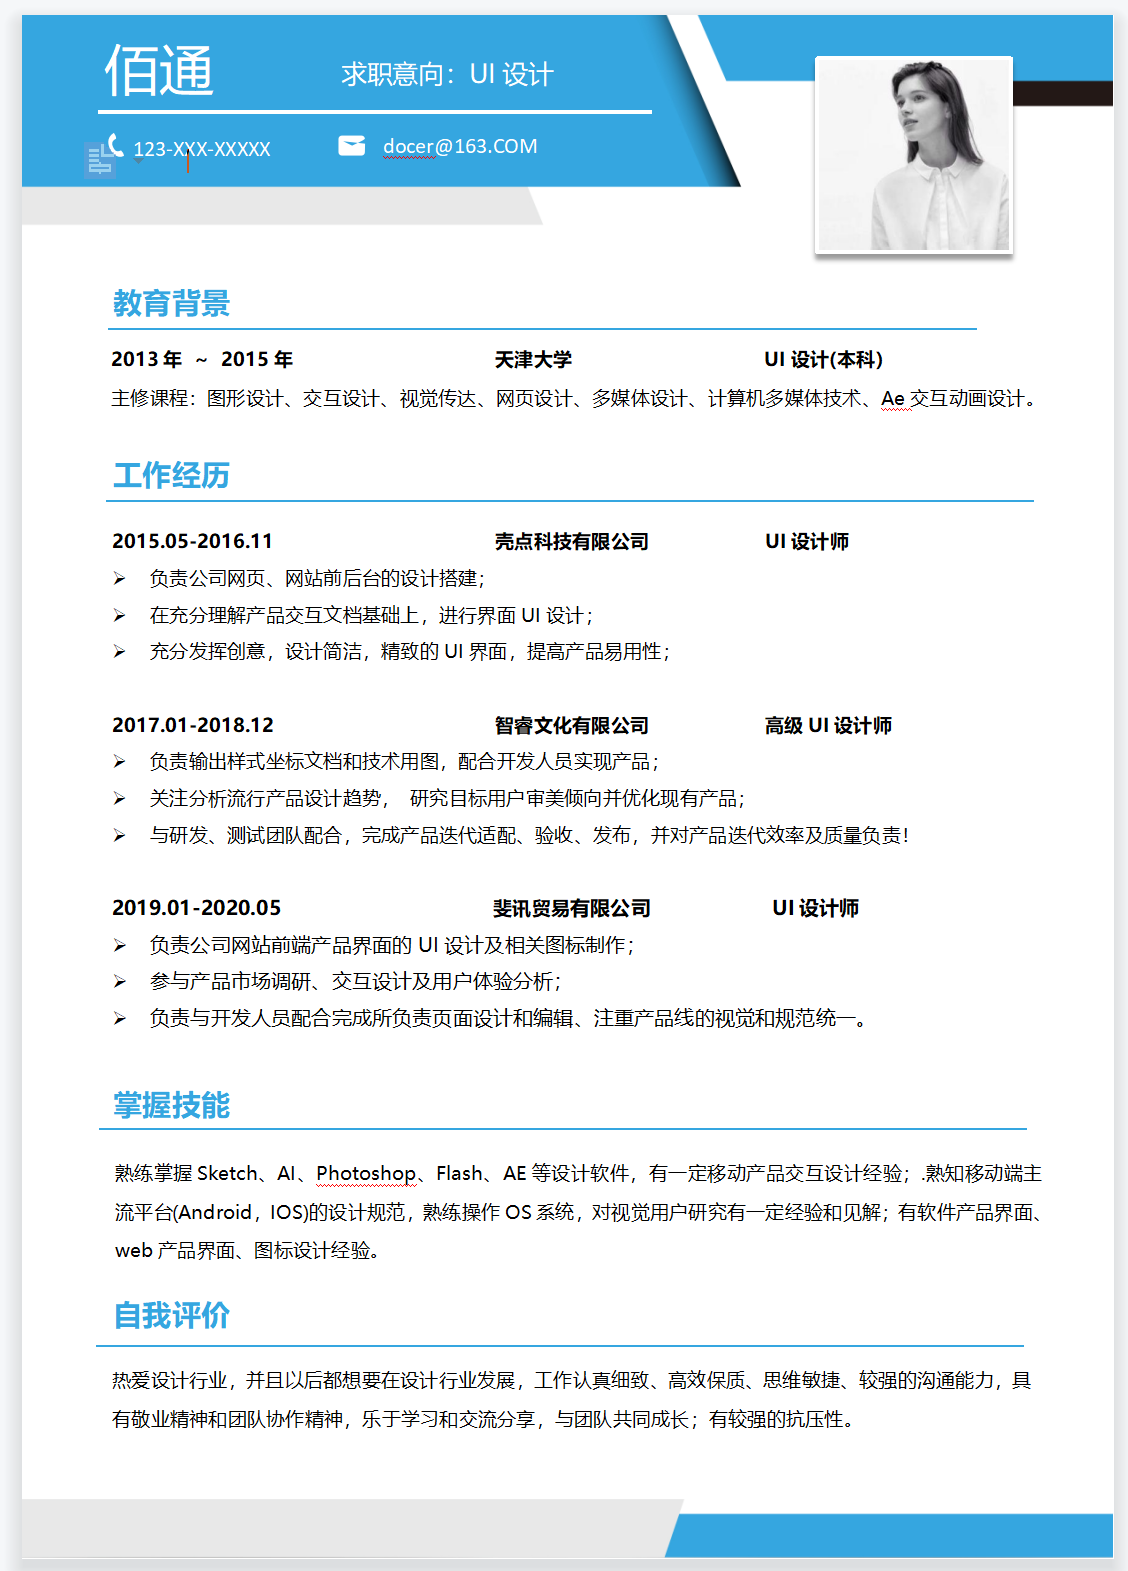 佰通
求职意向：UI 设计
123-XXX-XXXXX
docer@163.COM
教育背景
2013 年 ~ 2015 年 天津大学 UI 设计(本科)
主修课程：图形设计、交互设计、视觉传达、网页设计、多媒体设计、计算机多媒体技术、Ae 交互动画设计。
工作经历
2015.05-2016.11 壳点科技有限公司 UI 设计师
➢ 负责公司网页、网站前后台的设计搭建；
➢ 在充分理解产品交互文档基础上，进行界面 UI 设计；
➢ 充分发挥创意，设计简洁，精致的 UI 界面，提高产品易用性；
2017.01-2018.12 智睿文化有限公司 高级 UI 设计师
➢ 负责输出样式坐标文档和技术用图，配合开发人员实现产品；
➢ 关注分析流行产品设计趋势， 研究目标用户审美倾向并优化现有产品；
➢ 与研发、测试团队配合，完成产品迭代适配、验收、发布，并对产品迭代效率及质量负责！
2019.01-2020.05 斐讯贸易有限公司 UI 设计师
➢ 负责公司网站前端产品界面的 UI 设计及相关图标制作；
➢ 参与产品市场调研、交互设计及用户体验分析；
➢ 负责与开发人员配合完成所负责页面设计和编辑、注重产品线的视觉和规范统一。
掌握技能
熟练掌握 Sketch、AI、Photoshop、Flash、AE 等设计软件，有一定移动产品交互设计经验；.熟知移动端主
流平台(Android，IOS)的设计规范，熟练操作 OS 系统，对视觉用户研究有一定经验和见解；有软件产品界面、
web 产品界面、图标设计经验。
自我评价
热爱设计行业，并且以后都想要在设计行业发展，工作认真细致、高效保质、思维敏捷、较强的沟通能力，具
有敬业精神和团队协作精神，乐于学习和交流分享，与团队共同成长；有较强的抗压性。